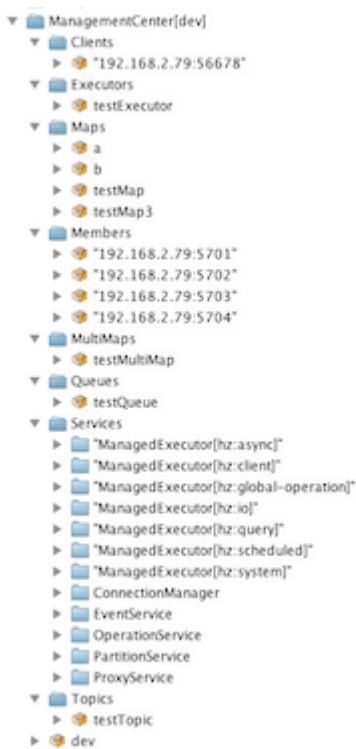 ManagementCenter[dev]
Clients
"192.168.2.79:56678"
Executors
testExecutor
Maps
a
b
testMap
testMap3
Members
"192.168.2.79:5701"
"192.168.2.79:5702"
"192.168.2.79:5703"
"192.168.2.79:5704"
MultiMaps
testMultiMap
Queues
testQueue
Services
"ManagedExecutor[hz:async]"
"ManagedExecutor[hz:client]"
"ManagedExecutor[hz:global-operation]"
"ManagedExecutor[hz:io]"
"ManagedExecutor[hz:query]"
"ManagedExecutor[hz:scheduled]"
"ManagedExecutor[hz:system]"
ConnectionManager
EventService
OperationService
PartitionService
ProxyService
Topics
testTopic
dev